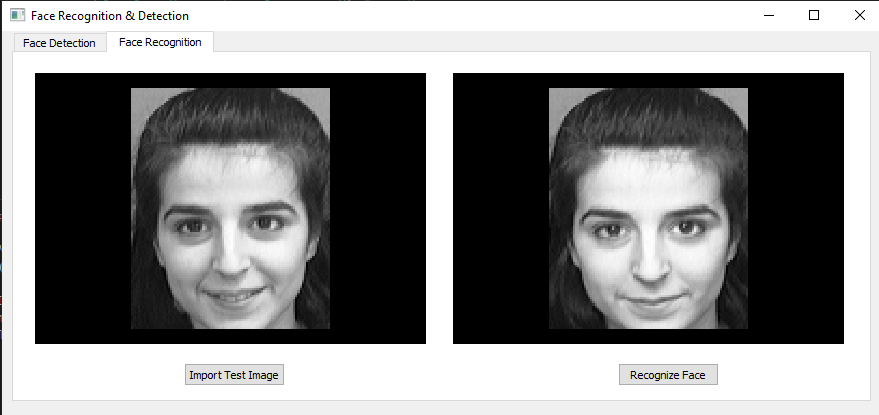 Face Recognition & Detection
Face Detection Face Recognition
Import Test Image Recognize Face